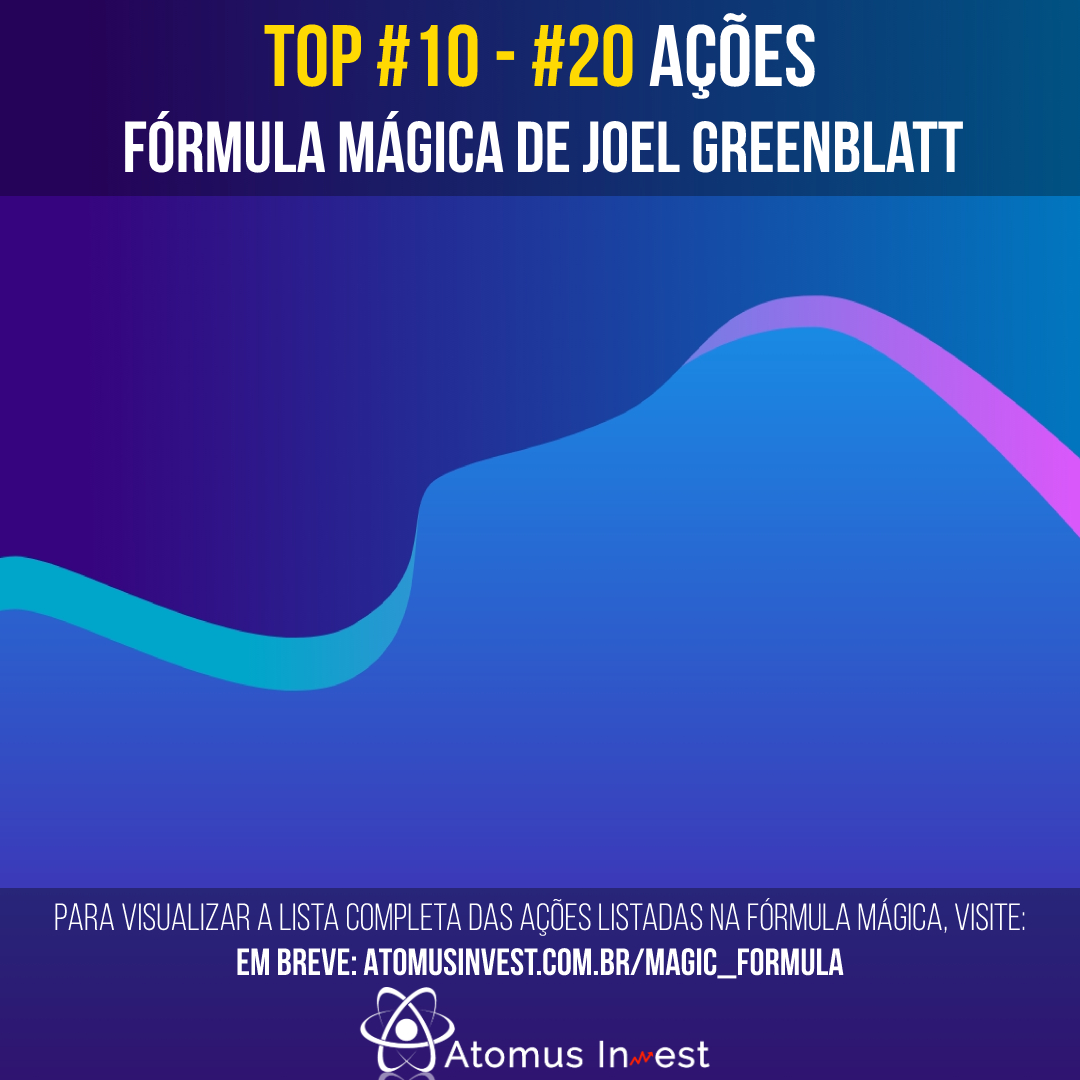 TOP #10 - #20 AÇÕES
FÓRMULA MÁGICA DE JOEL GREENBLATT
PARA VISUALIZAR A LISTA COMPLETA DAS AÇÕES LISTADAS NA FÓRMULA MÁGICA, VISITE:
EM BREVE: ATOMUSINVEST.COM.BR/MAGIC_FORMULA
Atomus Invest